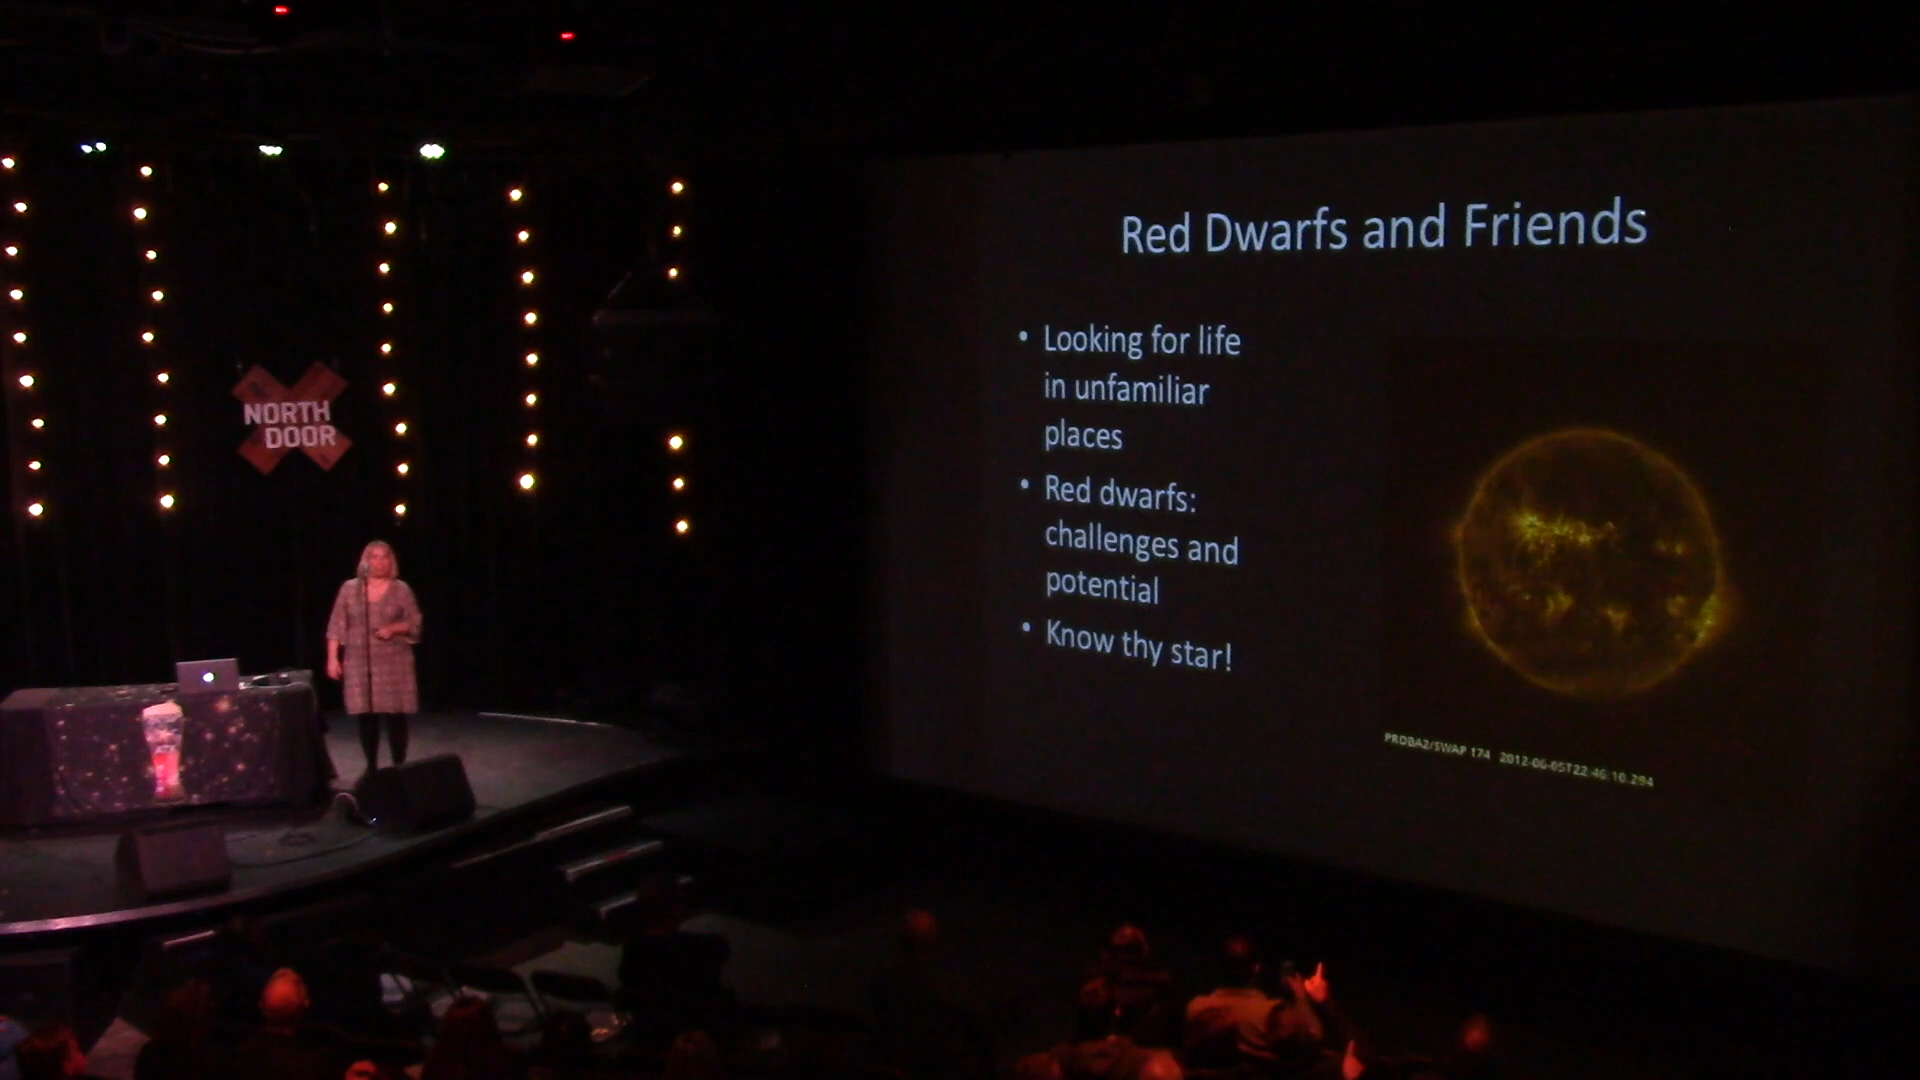 NORTH
DOOR
Red Dwarfs and Friends
• Looking for life
in unfamiliar
places
• Red dwarfs:
challenges and
potential
• Know thy star!
PROBA2/SWAP 174 2012-06-05T22:46:10.294